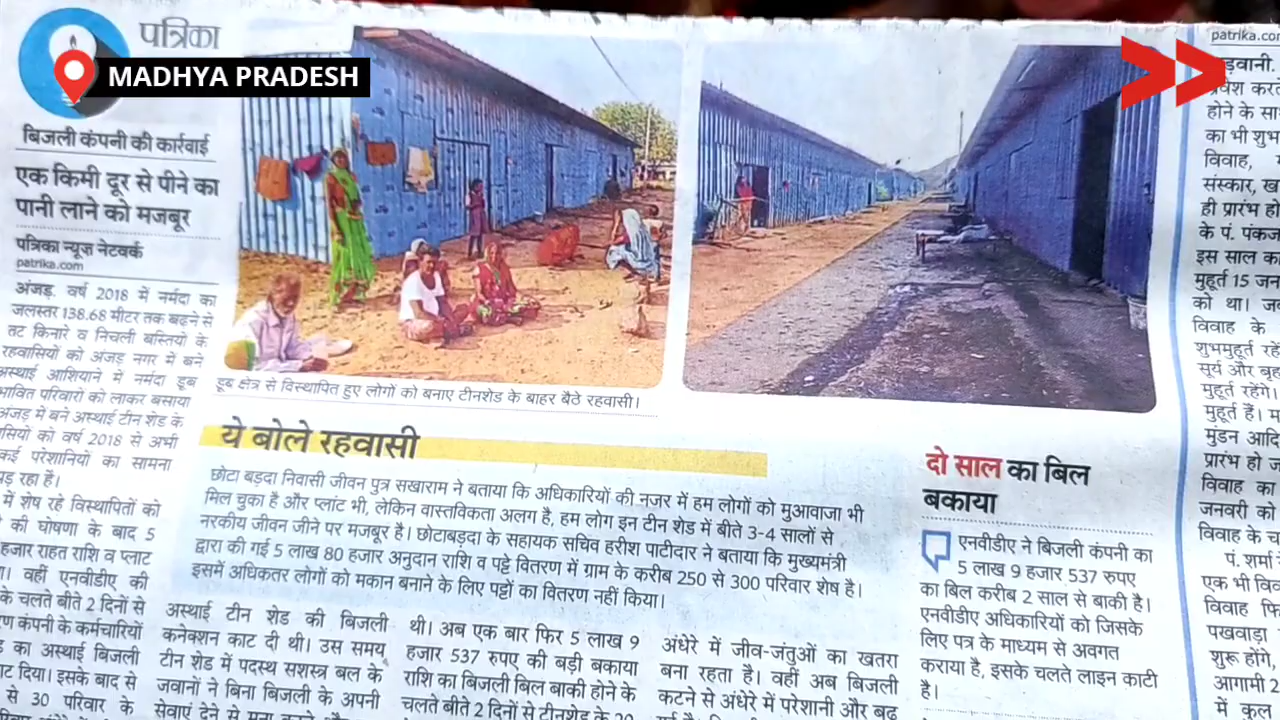 पत्रिका
MADHYA PRADESH
बिजली कंपनी की कार्रवाई
एक किमी दूर से पीने का
पानी लाने को मजबूर
पत्रिका न्यूज़ नेटवर्क
patrika.com
अंजड़. वर्ष 2018 में नर्मदा का
जलस्तर 138.68 मीटर तक बढ़ने से
तट किनारे व निचली बस्तियों के
रहवासियों को अंजड़ नगर में बने
अस्थाई आशियाने में नर्मदा डूब
परिवारों को लाकर बसाया
अंजड़ में बने अस्थाई टीन शेड के
को वर्ष 2018 से अभी
कई परेशानियों का सामना
रहा है।
में शेष रहे विस्थापितों को
की घोषणा के बाद 5
हजार राहत राशि व प्लाट
वहीं एनवीडीए की
के चलते बीते 2 दिनों से
कंपनी के कर्मचारियों
का अस्थाई बिजली
दिया। इसके बाद से
से 30 परिवार के
डूब क्षेत्र से विस्थापित हुए लोगों को बनाए टीनशेड के बाहर बैठे रहवासी।
ये बोले रहवासी
छोटा बड़दा निवासी जीवन पुत्र सखाराम ने बताया कि अधिकारियों की नजर में हम लोगों को मुआवाजा भी
मिल चुका है और प्लांट भी, लेकिन वास्तविकता अलग है, हम लोग इन टीन शेड में बीते 3-4 सालों से
नरकीय जीवन जीने पर मजबूर है। छोटाबड़दा के सहायक सचिव हरीश पाटीदार ने बताया कि मुख्यमंत्री
द्वारा की गई 5 लाख 80 हजार अनुदान राशि व पट्टे वितरण में ग्राम के करीब 250 से 300 परिवार शेष है।
इसमें अधिकतर लोगों को मकान बनाने के लिए पट्टों का वितरण नहीं किया।
अस्थाई टीन शेड की बिजली
कनेक्शन काट दी थी। उस समय
टीन शेड में पदस्थ सशस्त्र बल के
जवानों ने बिना बिजली के अपनी
सेवाएं देने से मना
थी। अब एक बार फिर 5 लाख 9
हजार 537 रुपए की बड़ी बकाया
राशि का बिजली बिल बाकी होने के
चलते बीते 2 दिनों से टीनशेड के
अंधेरे में जीव-जंतुओं का खतरा
बना रहता है। वहीं अब बिजली
कटने से अंधेरे में परेशानी और बढ़
दो साल का बिल
बकाया
एनवीडीए ने बिजली कंपनी का
5 लाख 9 हजार 537 रुपए
का बिल करीब 2 साल से बाकी है।
एनवीडीए अधिकारियों को जिसके
लिए पत्र के माध्यम से अवगत
कराया है, इसके चलते लाइन काटी
है।
होने के
का भी शुभ
विवाह,
संस्कार,
ही प्रारंभ
के पं. पंकज
इस साल का
मुहूर्त 15
को था।
विवाह के
शुभमुहूर्त
सूर्य और
मुहूर्त रहेंगे।
मुहूर्त हैं।
मुंडन आदि
प्रारंभ हो
विवाह का
जनवरी को
विवाह के
पं. शर्मा
एक भी
विवाह
पखवाड़ा
शुरू होंगे,
आगामी 2
में कुल